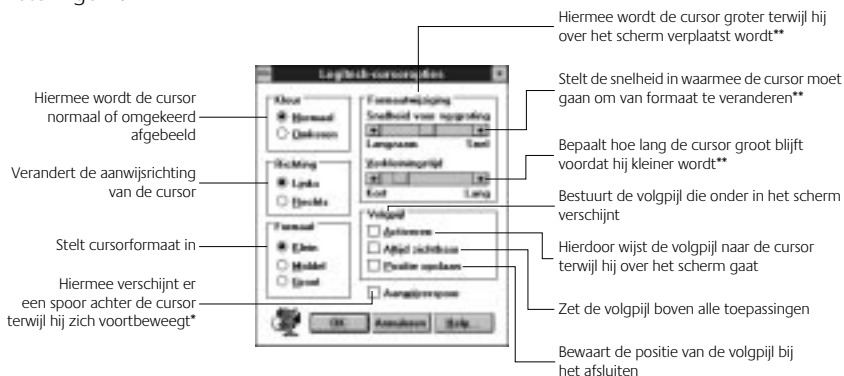 Hiermee wordt de cursor groter terwijl hij
over het scherm verplaatst wordt**
Stelt de snelheid in waarmee de cursor moet
gaan om van formaat te veranderen**
Bepaalt hoe lang de cursor groot blijft
voordat hij kleiner wordt**
Bestuurt de volgpijl die onder in het scherm
verschijnt
Hierdoor wijst de volgpijl naar de cursor
terwijl hij over het scherm gaat
Zet de volgpijl boven alle toepassingen
Bewaart de positie van de volgpijl bij
het afsluiten
Hiermee wordt de cursor
normaal of omgekeerd
afgebeeld
Verandert de aanwijsrichting
van de cursor
Stelt cursorformaat in
Hiermee verschijnt er
een spoor achter de cursor
terwijl hij zich voortbeweegt*
Logitech-cursoropties
Kleur
Normaal
Omkeren
Richting
Links
Rechts
Formaat
Klein
Middel
Groot
Formaatwijziging
Snelheid voor vergroting
Langzaam Snel
Verkleiningstijd
Kort Lang
Volgpijl
Activeren
Altijd zichtbaar
Positie opslaan
Aanwijzerspoor
OK Annuleren Help...